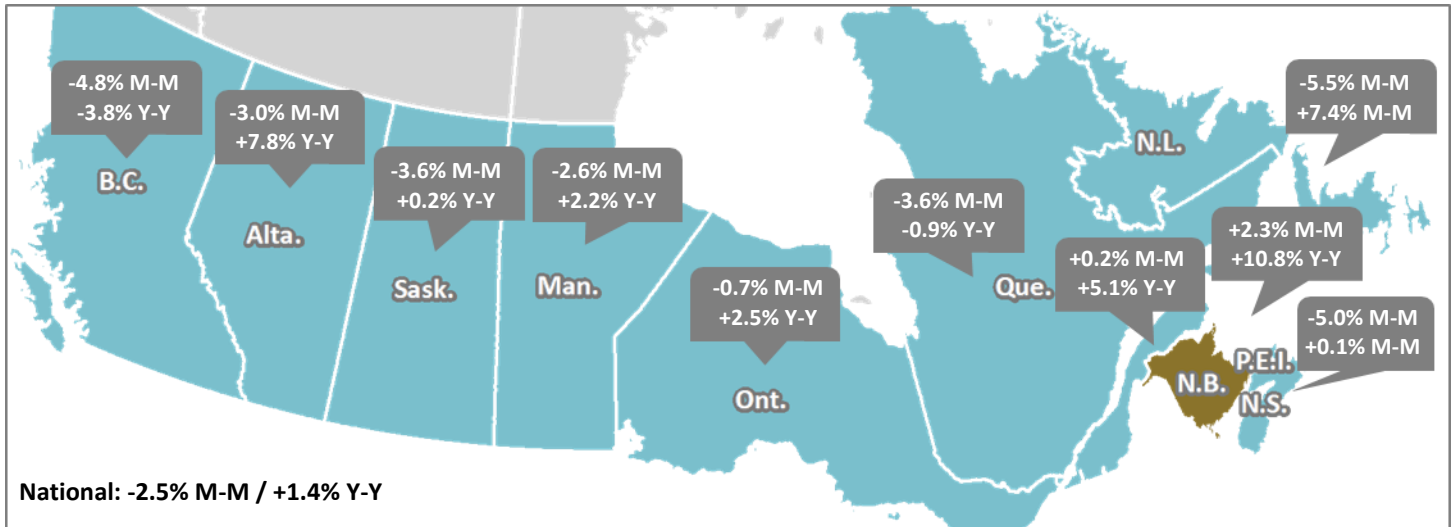 -4.8% M-M
-3.8% Y-Y
B.C.
-3.0% M-M
+7.8% Y-Y
Alta.
-3.6% M-M
+0.2% Y-Y
Sask.
-2.6% M-M
+2.2% Y-Y
Man.
-0.7% M-M
+2.5% Y-Y
Ont.
-3.6% M-M
-0.9% Y-Y
Que.
N.L.
-5.5% M-M
+7.4% M-M
+0.2% M-M
+5.1% Y-Y
N.B.
+2.3% M-M
+10.8% Y-Y
P.E.I.
-5.0% M-M
+0.1% M-M
N.S.
National: -2.5% M-M / +1.4% Y-Y